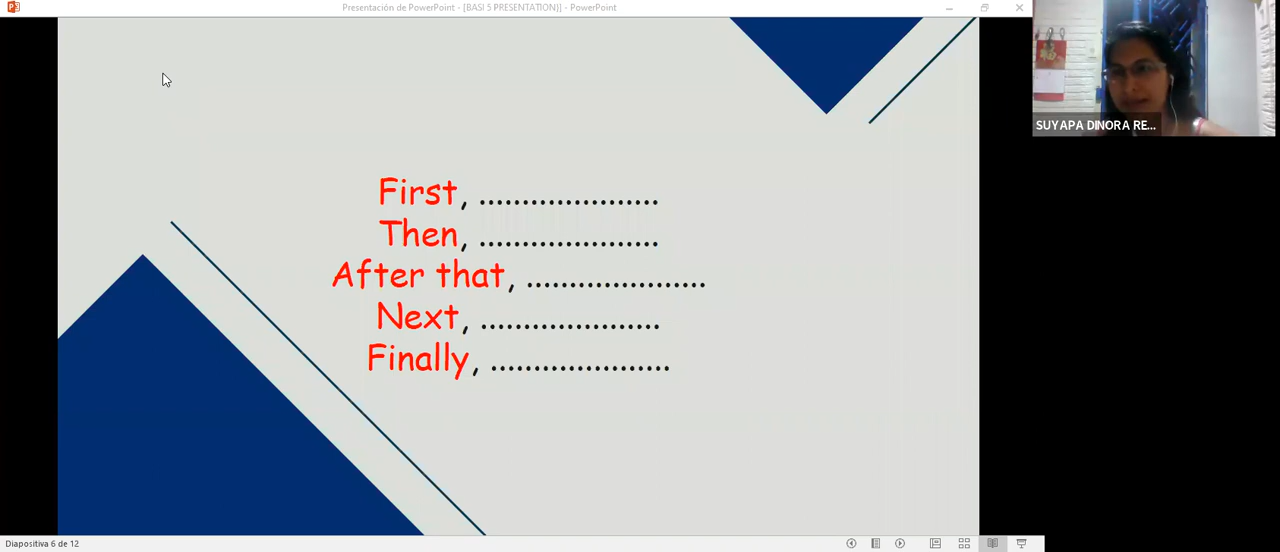 Presentación de PowerPoint - [BASI 5 PRESENTATION)] - PowerPoint
SUYAPA DINORA RE...
First, .....................
Then, .....................
After that, .....................
Next, .....................
Finally, .....................
Diapositiva 6 de 12